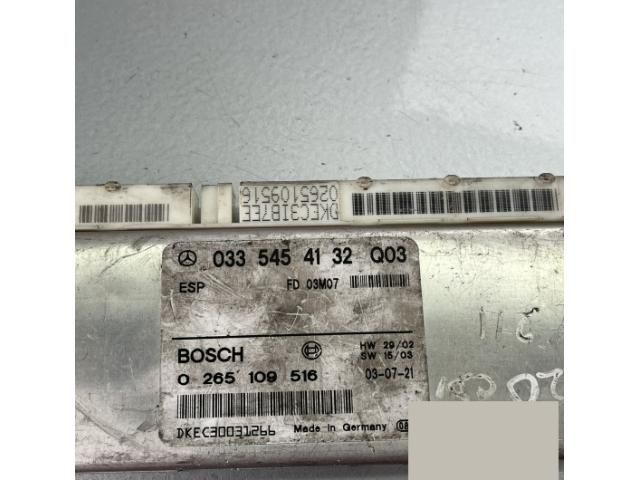 0265109516
DKEC3IB7EE
033 545 41 32 Q03
ESP FD 03M07
BOSCH HW 29/02
SW 15/03
0 265 109 516 03-07-21
DKEC30031266 Made in Germany